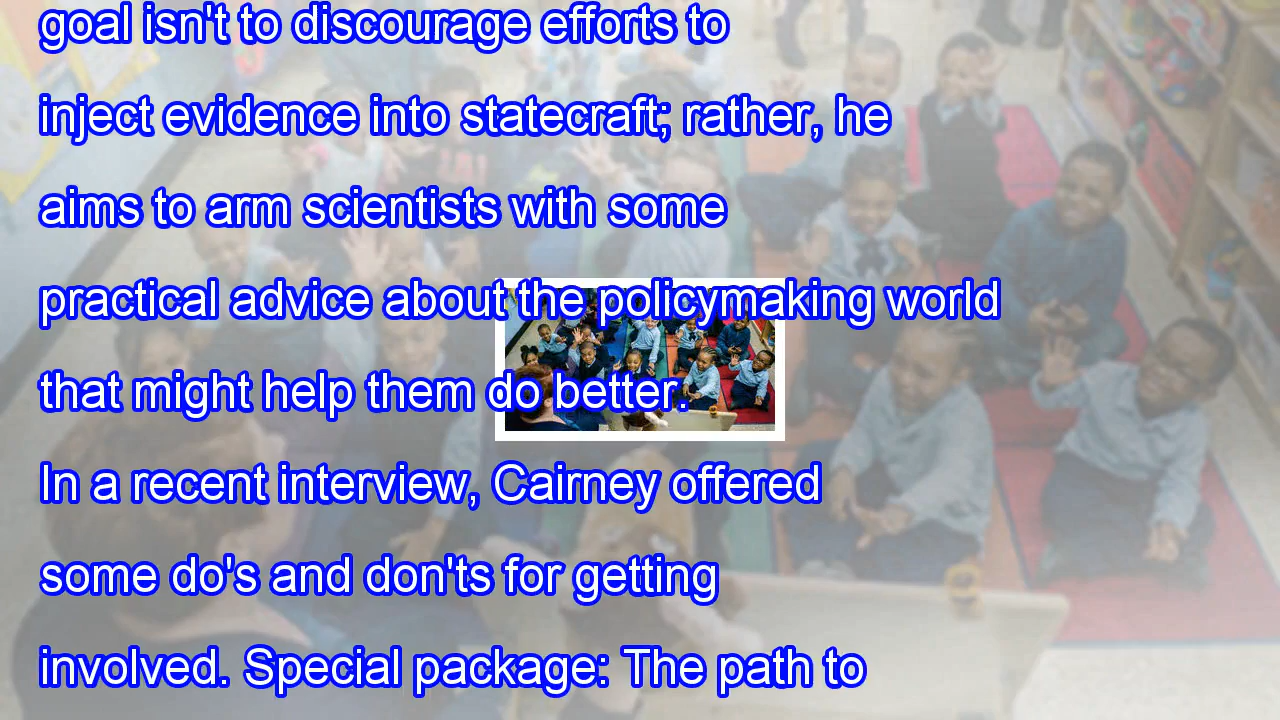 goal isn't to discourage efforts to
inject evidence into statecraft; rather, he
aims to arm scientists with some
practical advice about the policymaking world
that might help them do better.
In a recent interview, Cairney offered
some do's and don'ts for getting
involved. Special package: The path to